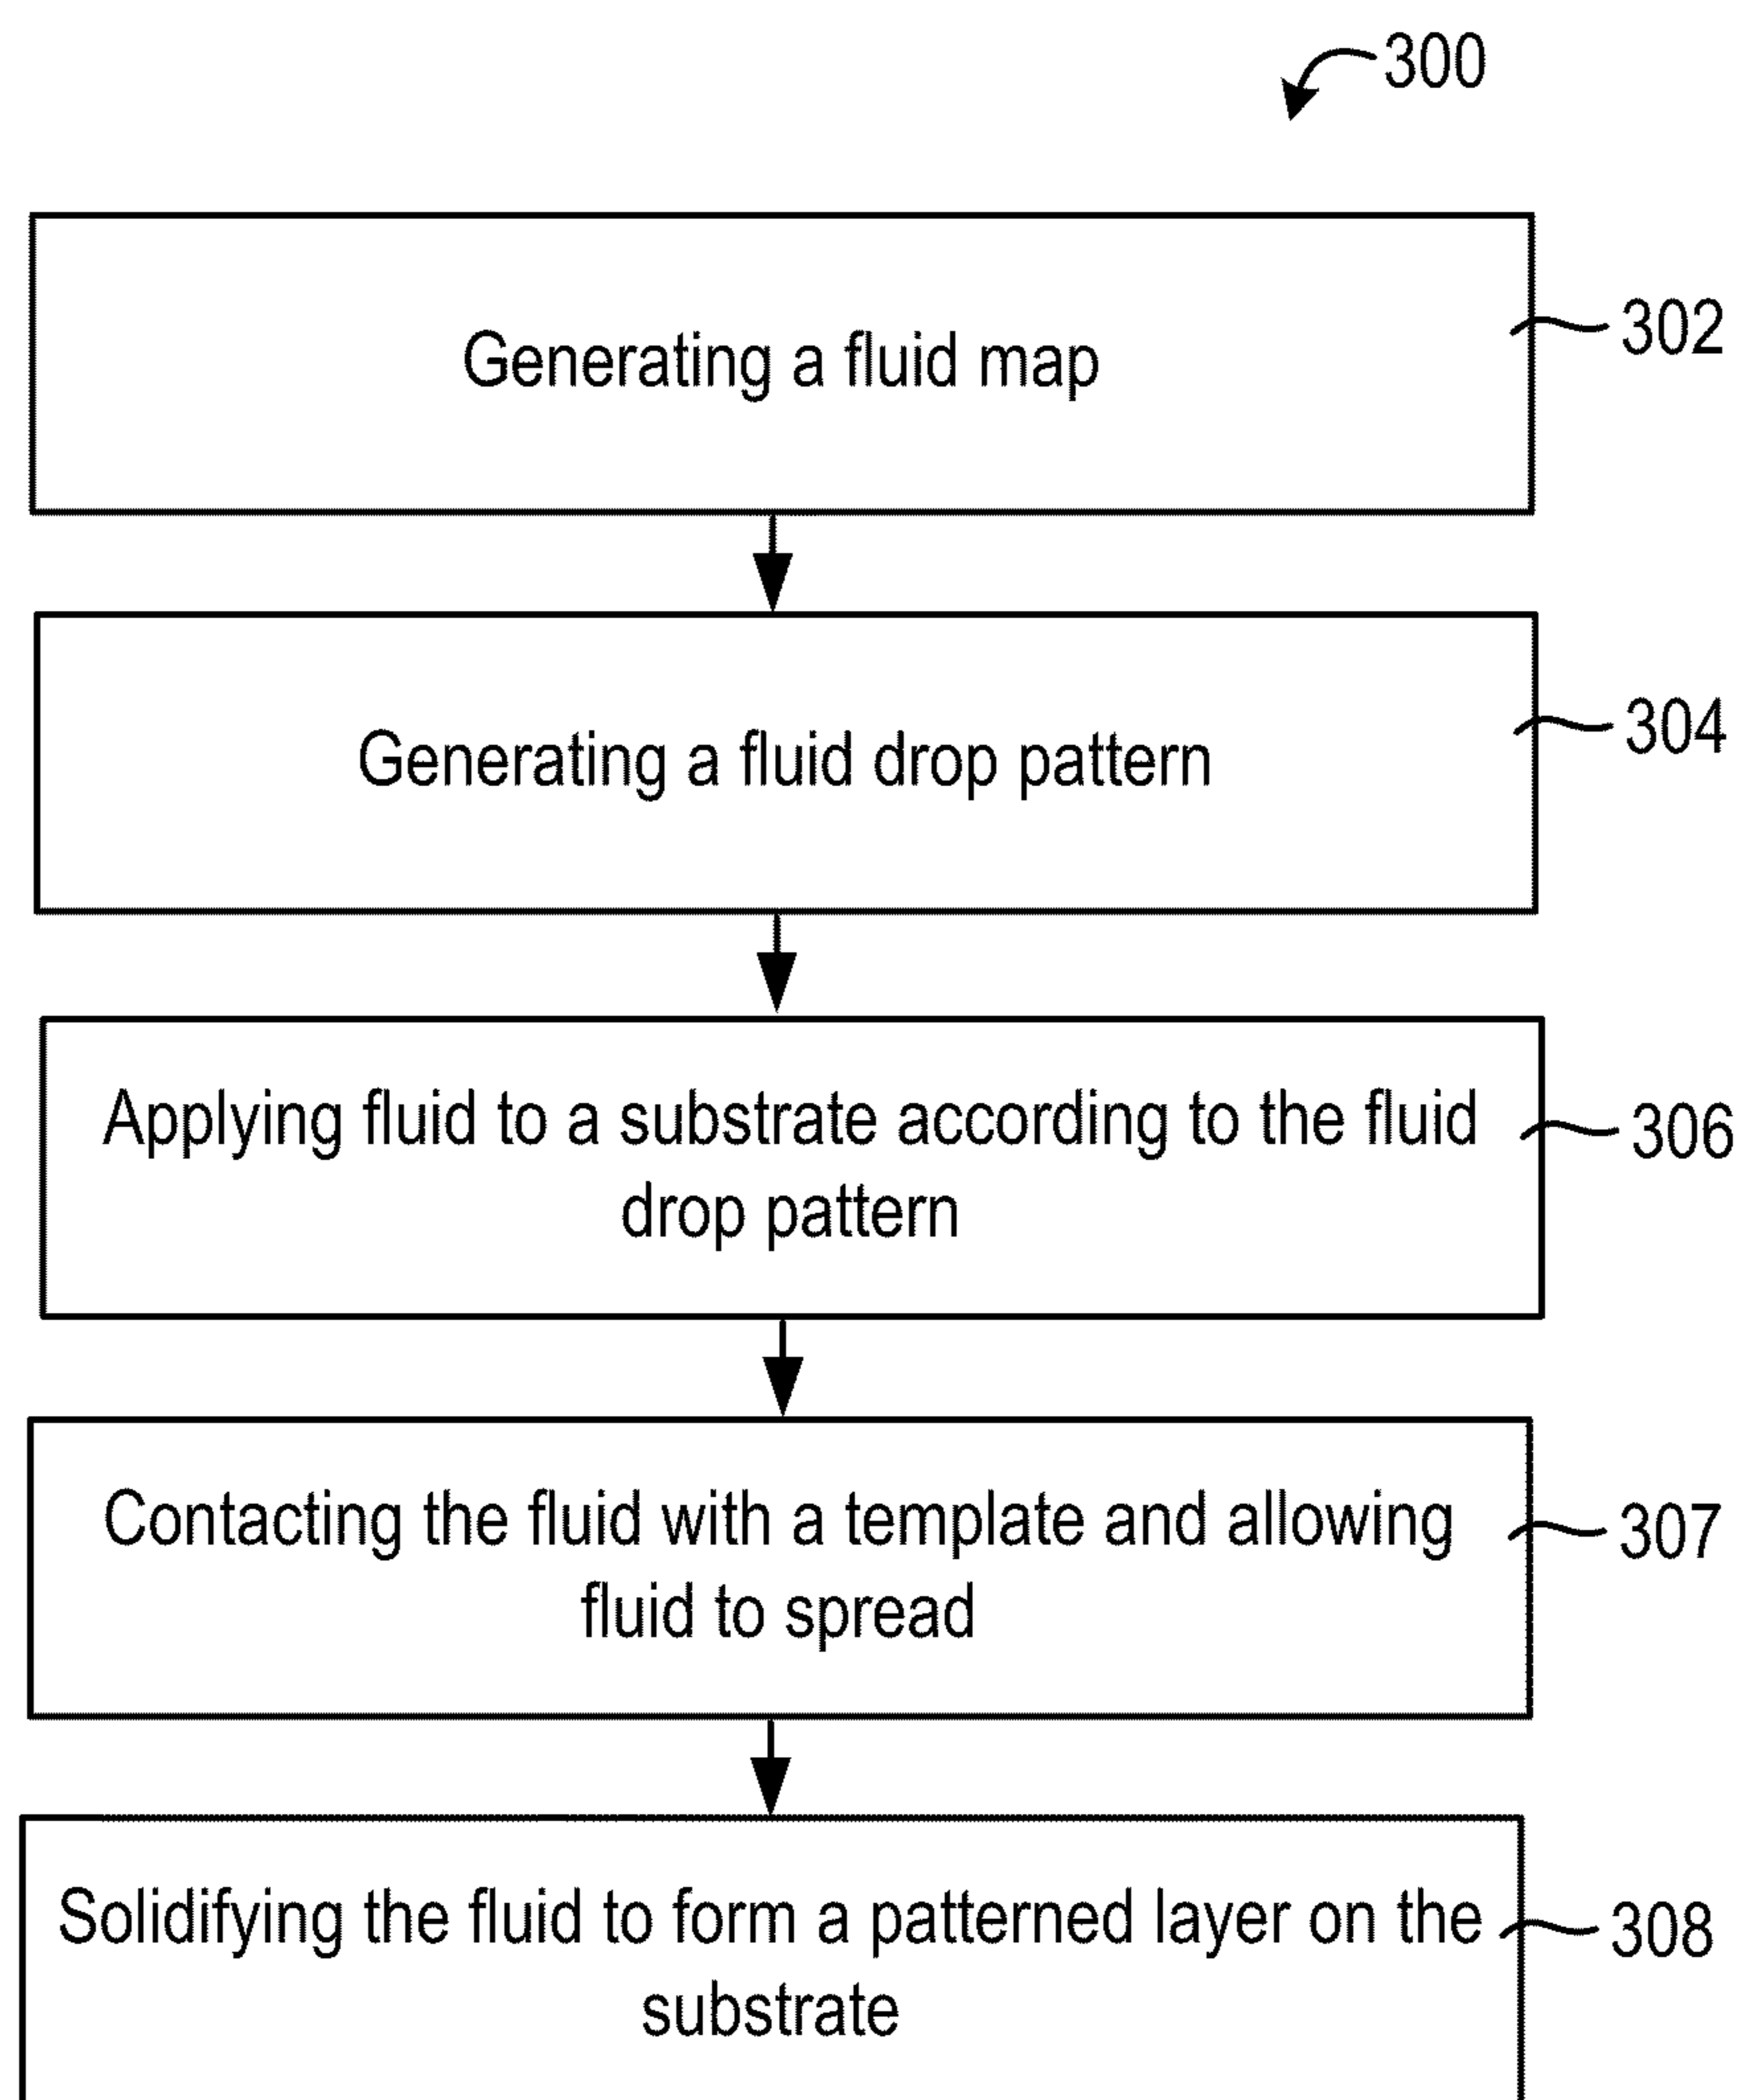 300
Generating a fluid map
302
Generating a fluid drop pattern
304
Applying fluid to a substrate according to the fluid
drop pattern
306
Contacting the fluid with a template and allowing
fluid to spread
307
Solidifying the fluid to form a patterned layer on the
substrate
308